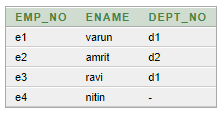 EMP_NO ENAME DEPT_NO
e1 varun d1
e2 amrit d2
e3 ravi d1
e4 nitin -